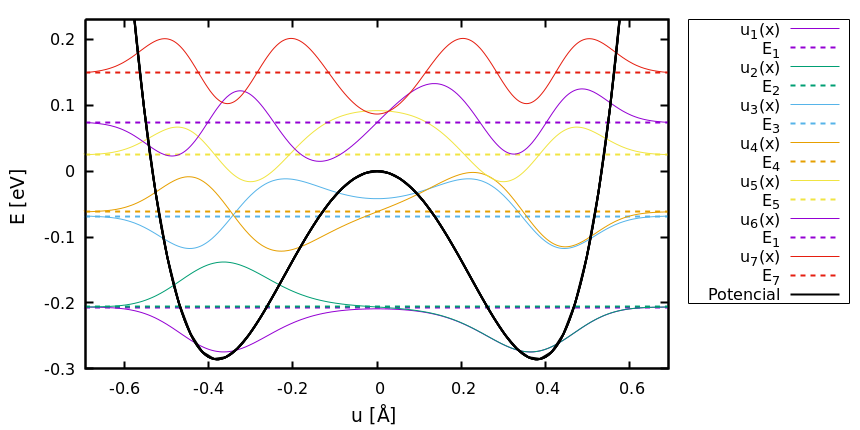 E [eV]
0.2
0.1
0
-0.1
-0.2
-0.3
-0.6
-0.4
-0.2
0
0.2
0.4
0.6
u [Å]
u₁(x)
E₁
u₂(x)
E₂
u₃(x)
E₃
u₄(x)
E₄
u₅(x)
E₅
u₆(x)
E₁
u₇(x)
E₇
Potencial